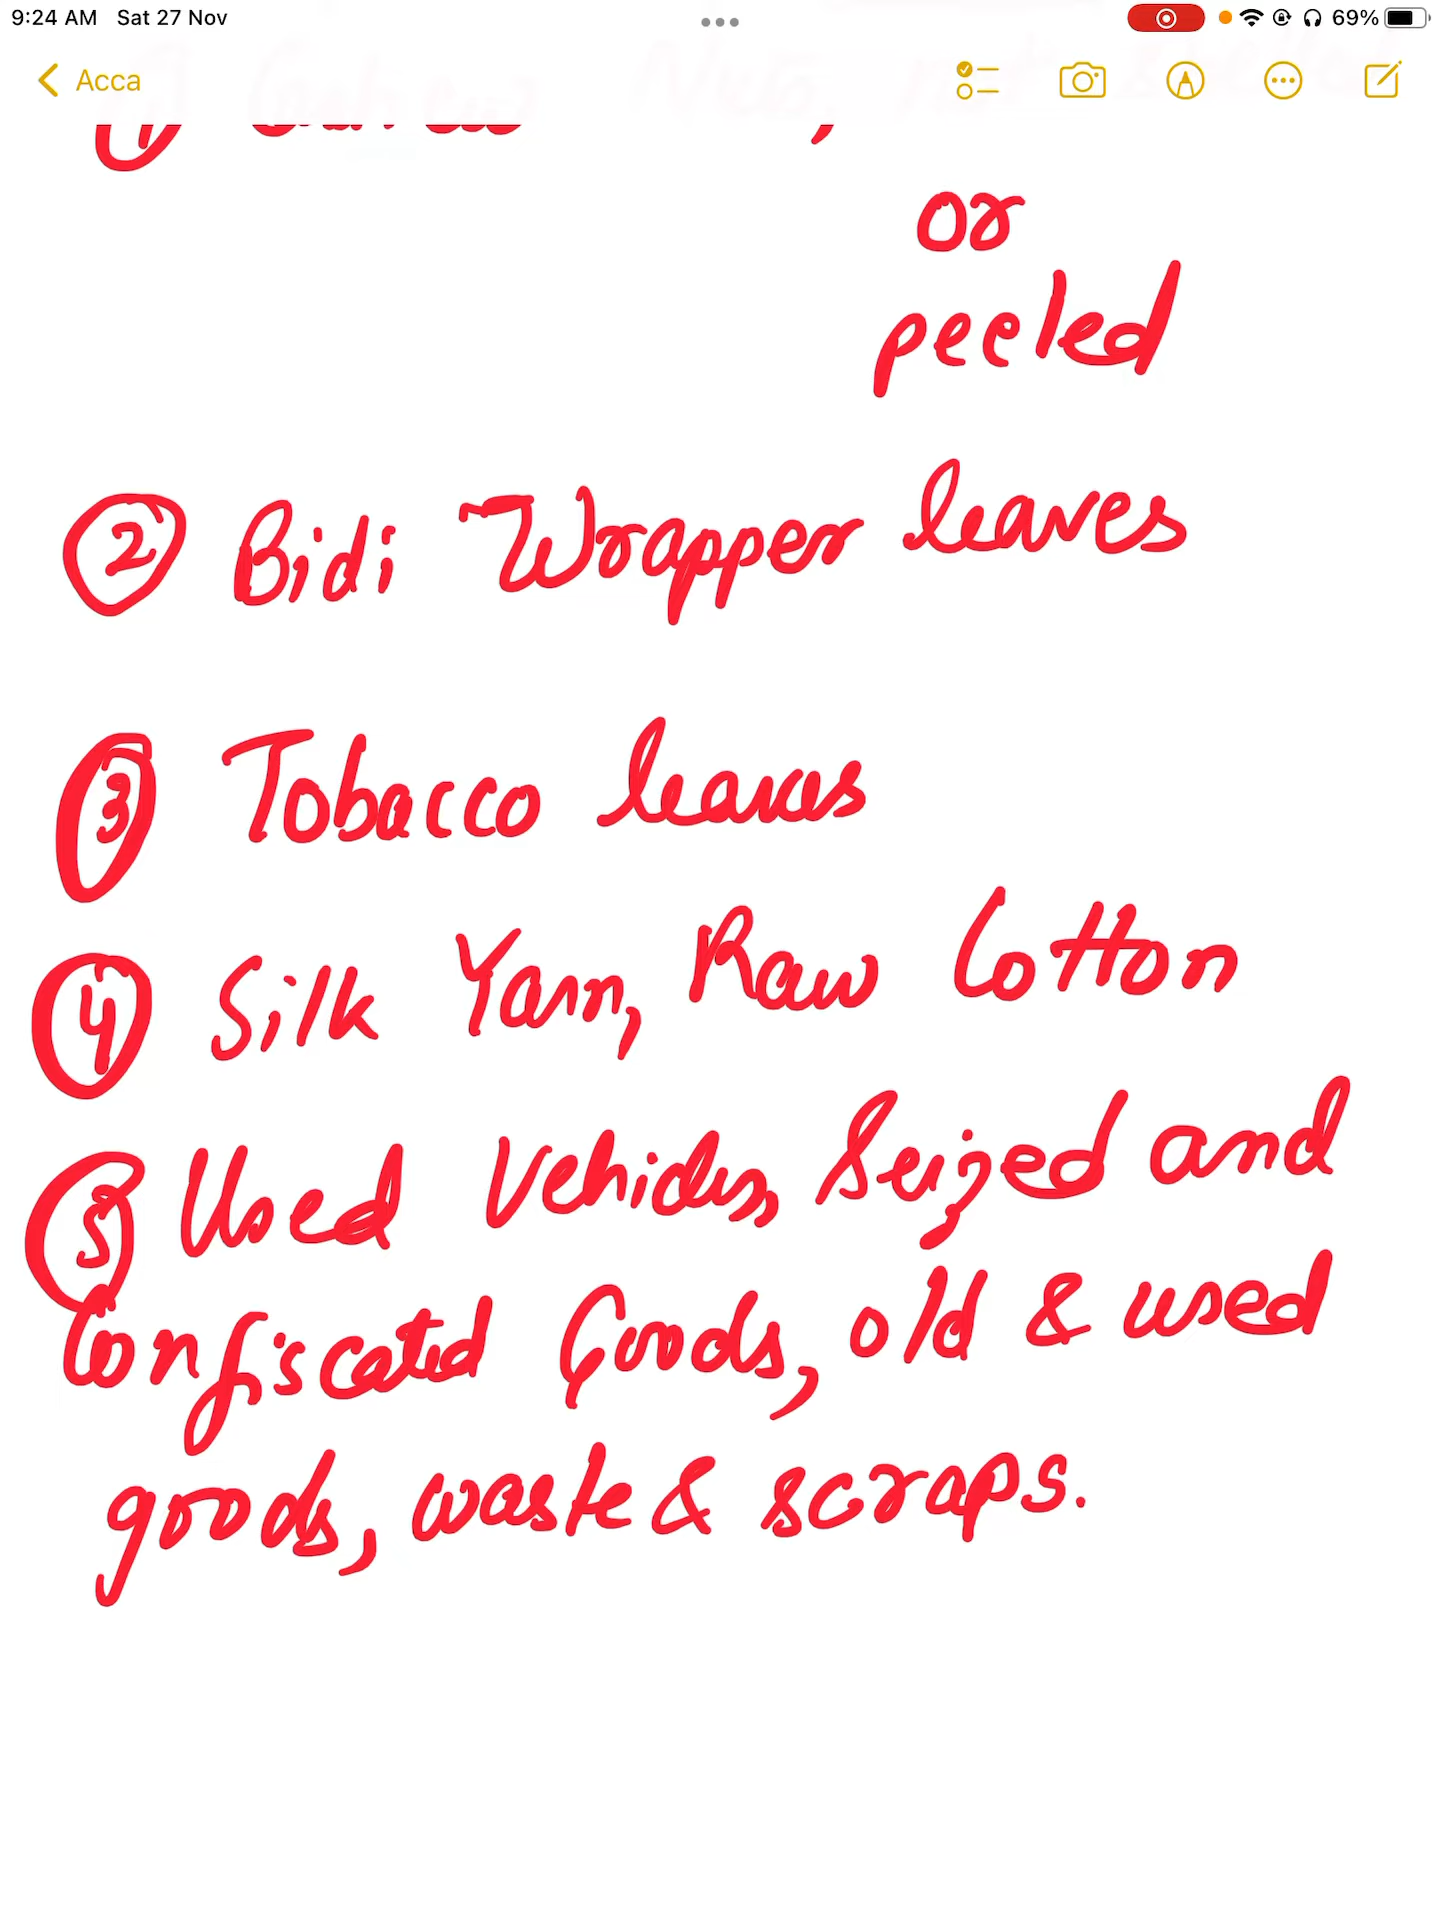 9:24 AM Sat 27 Nov
69%
Acca
or
peeled
2 Bidi Wrapper leaves
3 Tobacco leaves
4 Silk Yarn, Raw Cotton
5 Used Vehicles, Seized and
Confiscated Goods, old & used
goods, waste & scraps.